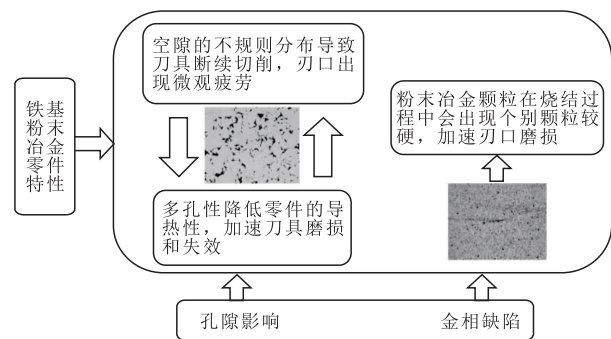 空隙的不规则分布导致
刀具断续切削，刃口出
现微观疲劳
铁基
粉末
冶金
零件
特性
粉末冶金颗粒在烧结过
程中会出现个别颗粒较
硬，加速刃口磨损
多孔性降低零件的导
热性，加速刀具磨损
和失效
孔隙影响
金相缺陷